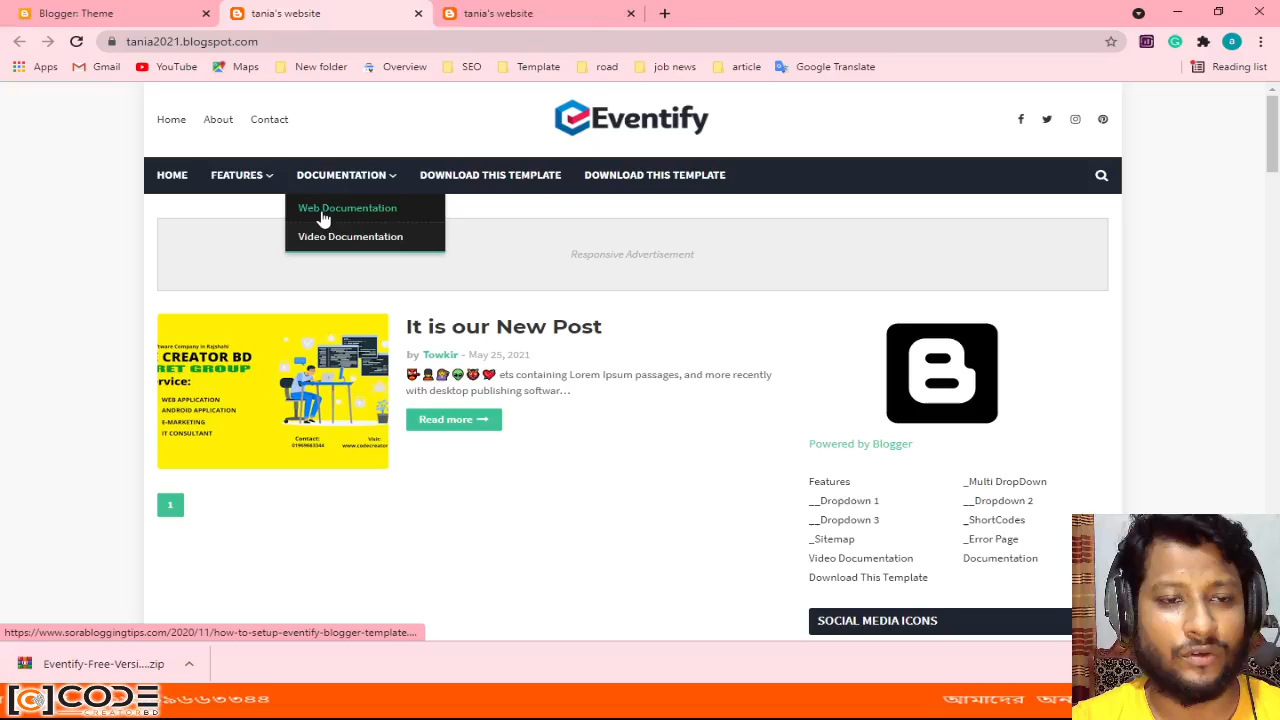 Blogger: Theme
tania's website
tania's website
tania2021.blogspot.com
Apps
Gmail
YouTube
Maps
New folder
Overview
SEO
Template
road
job news
article
Google Translate
Reading list
Home
About
Contact
Eventify
HOME
FEATURES
DOCUMENTATION
DOWNLOAD THIS TEMPLATE
DOWNLOAD THIS TEMPLATE
Web Documentation
Video Documentation
Responsive Advertisement
It is our New Post
by Towkir - May 25, 2021
ets containing Lorem Ipsum passages, and more recently
with desktop publishing softwar…
Read more
tware Company in Rajshahi
E CREATOR BD
RET GROUP
ervice:
WEB APPLICATION
ANDROID APPLICATION
E-MARKETING
IT CONSULTANT
Contact:
01969663344
Visit:
www.codecreator
1
Powered by Blogger
Features
_Multi DropDown
__Dropdown 1
__Dropdown 2
__Dropdown 3
_ShortCodes
_Sitemap
_Error Page
Video Documentation
Documentation
Download This Template
SOCIAL MEDIA ICONS
https://www.sorabloggingtips.com/2020/11/how-to-setup-eventify-blogger-template....
Eventify-Free-Versi....zip
CODE
CREATORBD
৯৬৬৩৩৪৪
আমাদের অন